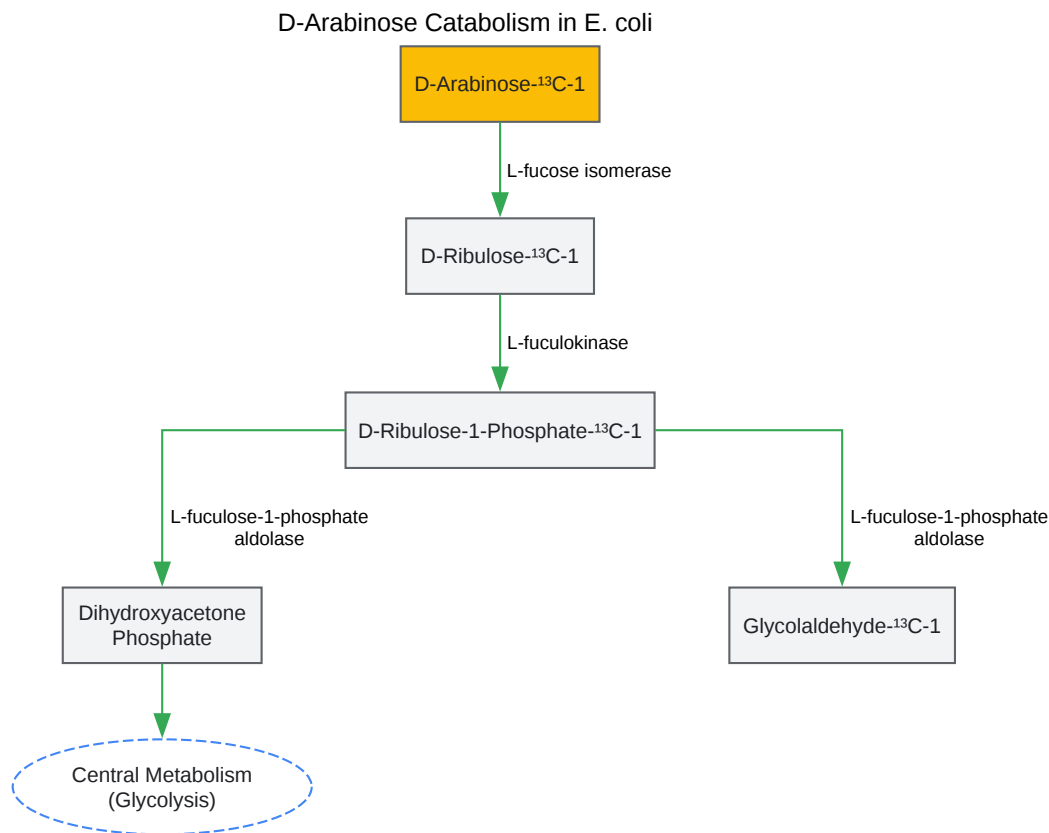 D-Arabinose Catabolism in E. coli
D-Arabinose-¹³C-1
L-fucose isomerase
D-Ribulose-¹³C-1
L-fuculokinase
D-Ribulose-1-Phosphate-¹³C-1
L-fuculose-1-phosphate
aldolase
L-fuculose-1-phosphate
aldolase
Dihydroxyacetone
Phosphate
Glycolaldehyde-¹³C-1
Central Metabolism
(Glycolysis)